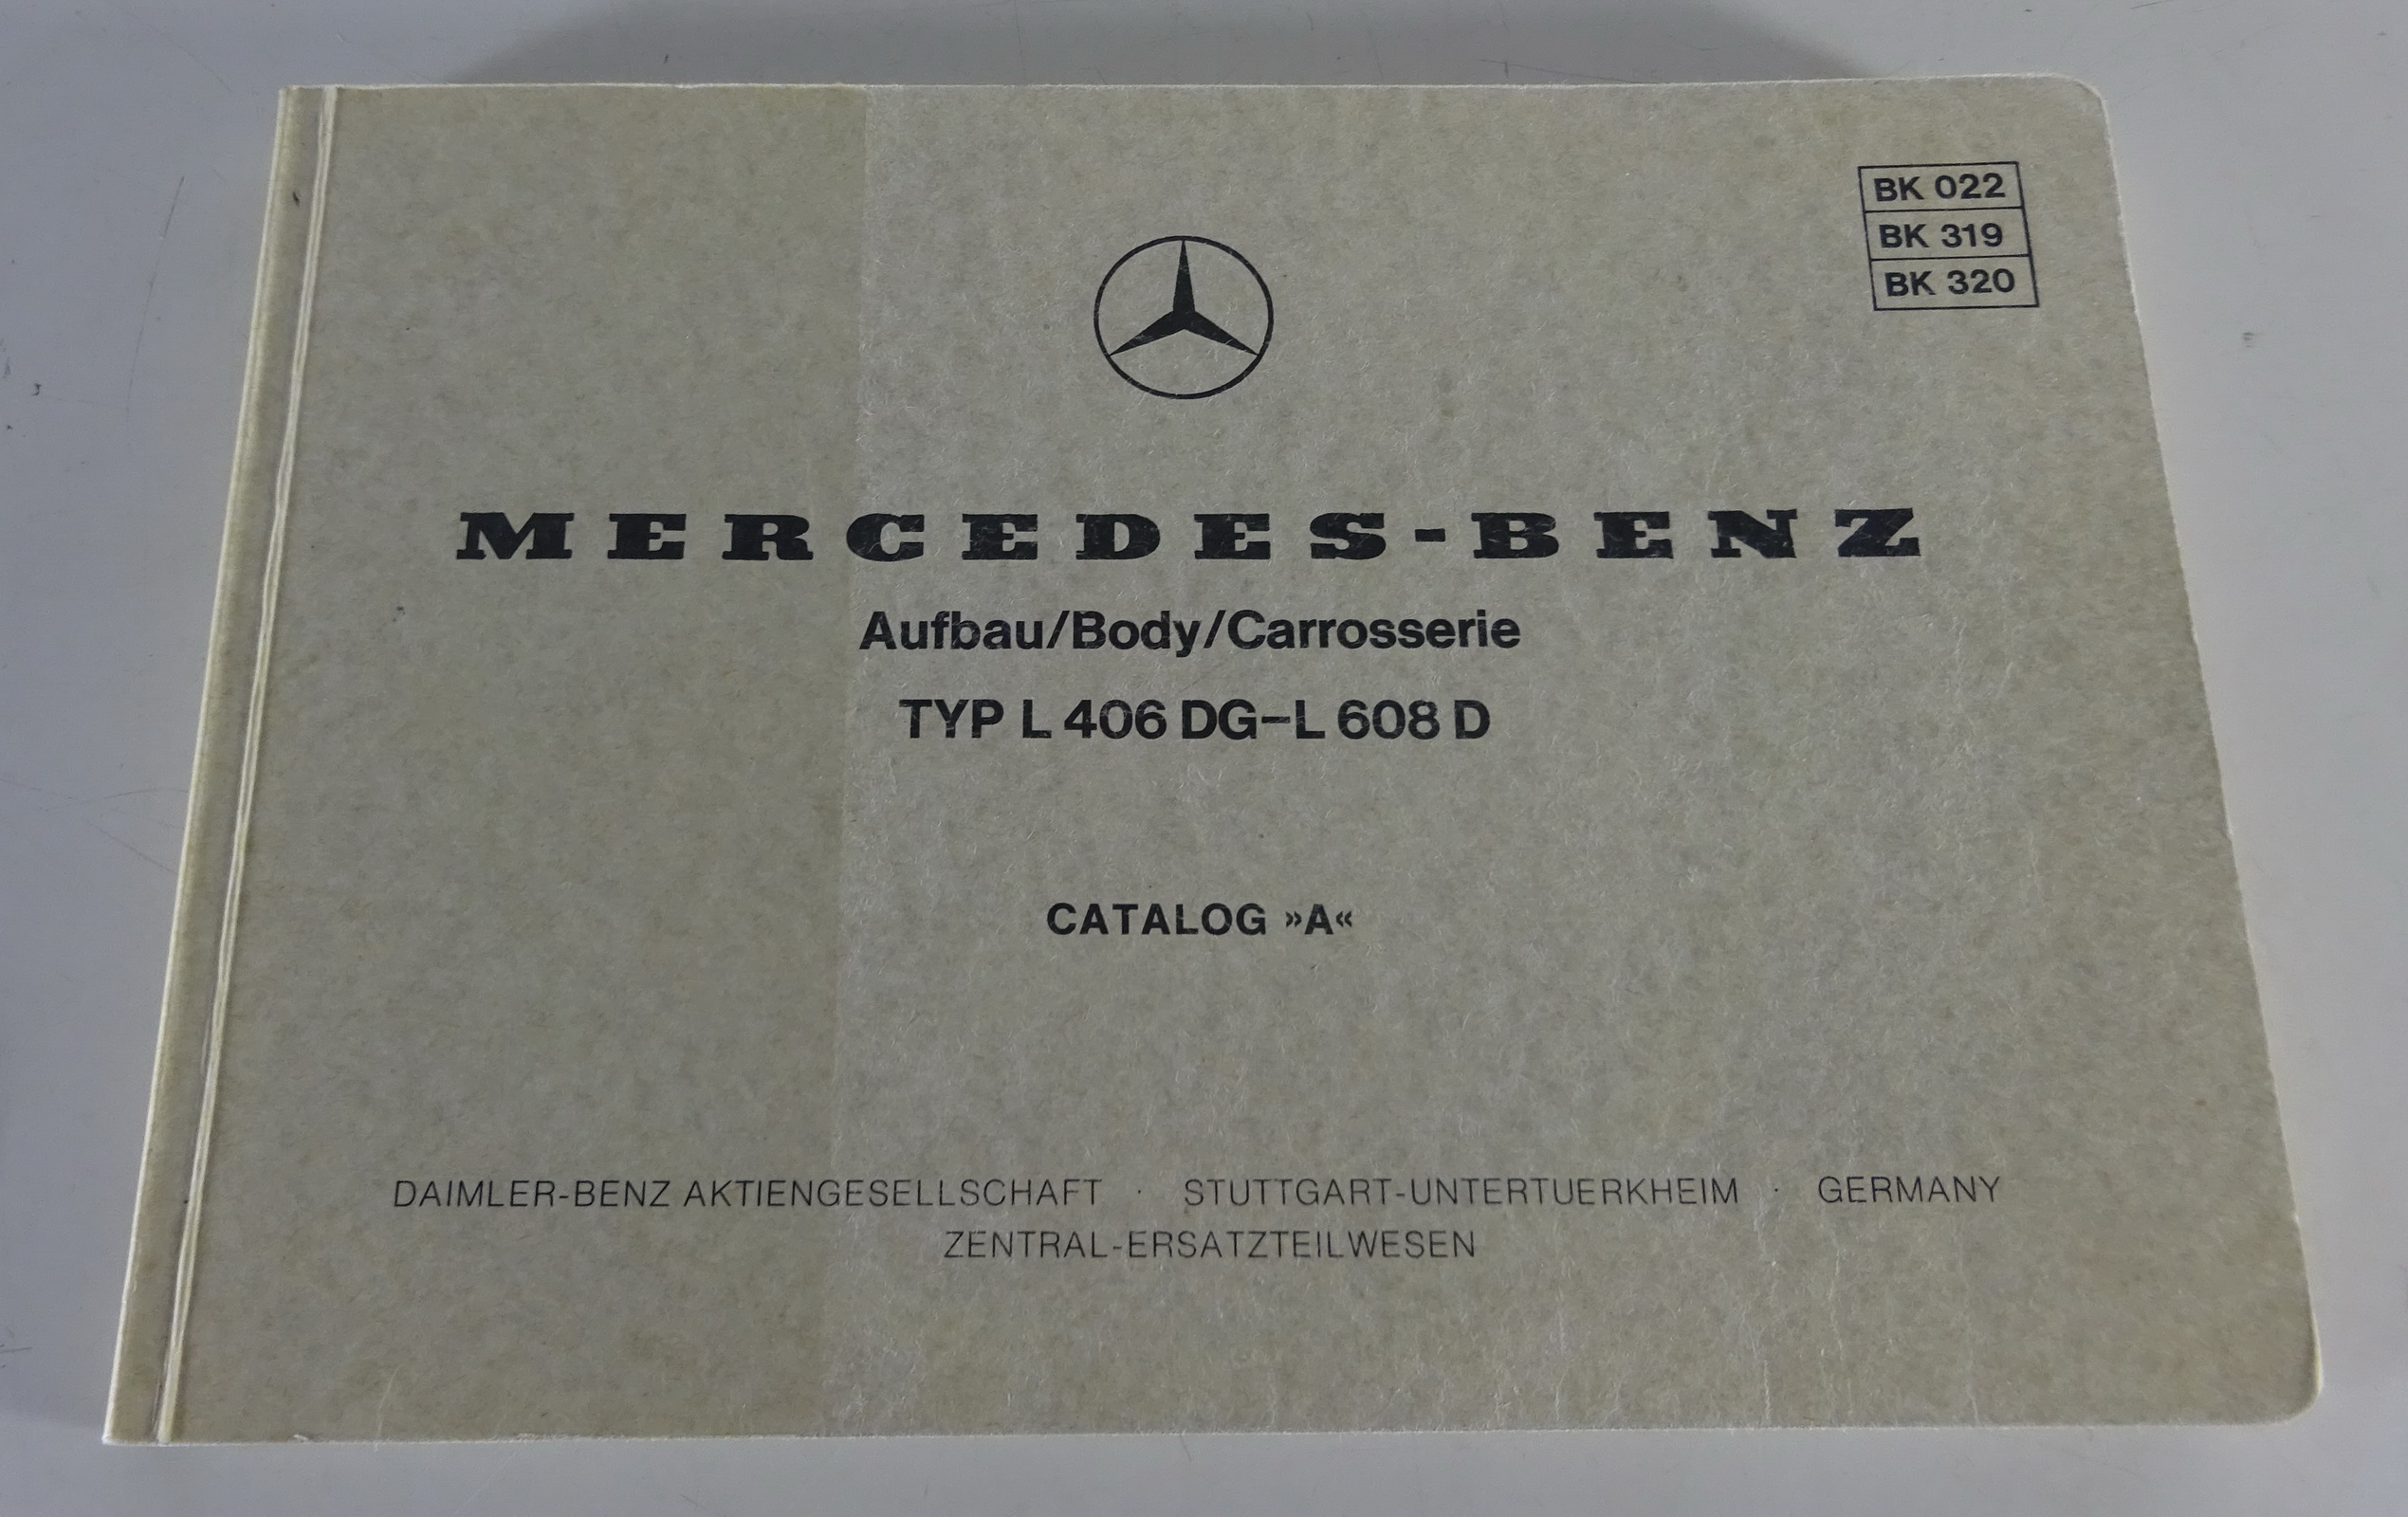 BK 022
BK 319
BK 320
MERCEDES-BENZ
Aufbau/Body/Carrosserie
TYP L 406 DG–L 608 D
CATALOG »A«
DAIMLER-BENZ AKTIENGESELLSCHAFT · STUTTGART-UNTERTUERKHEIM · GERMANY
ZENTRAL-ERSATZTEILWESEN